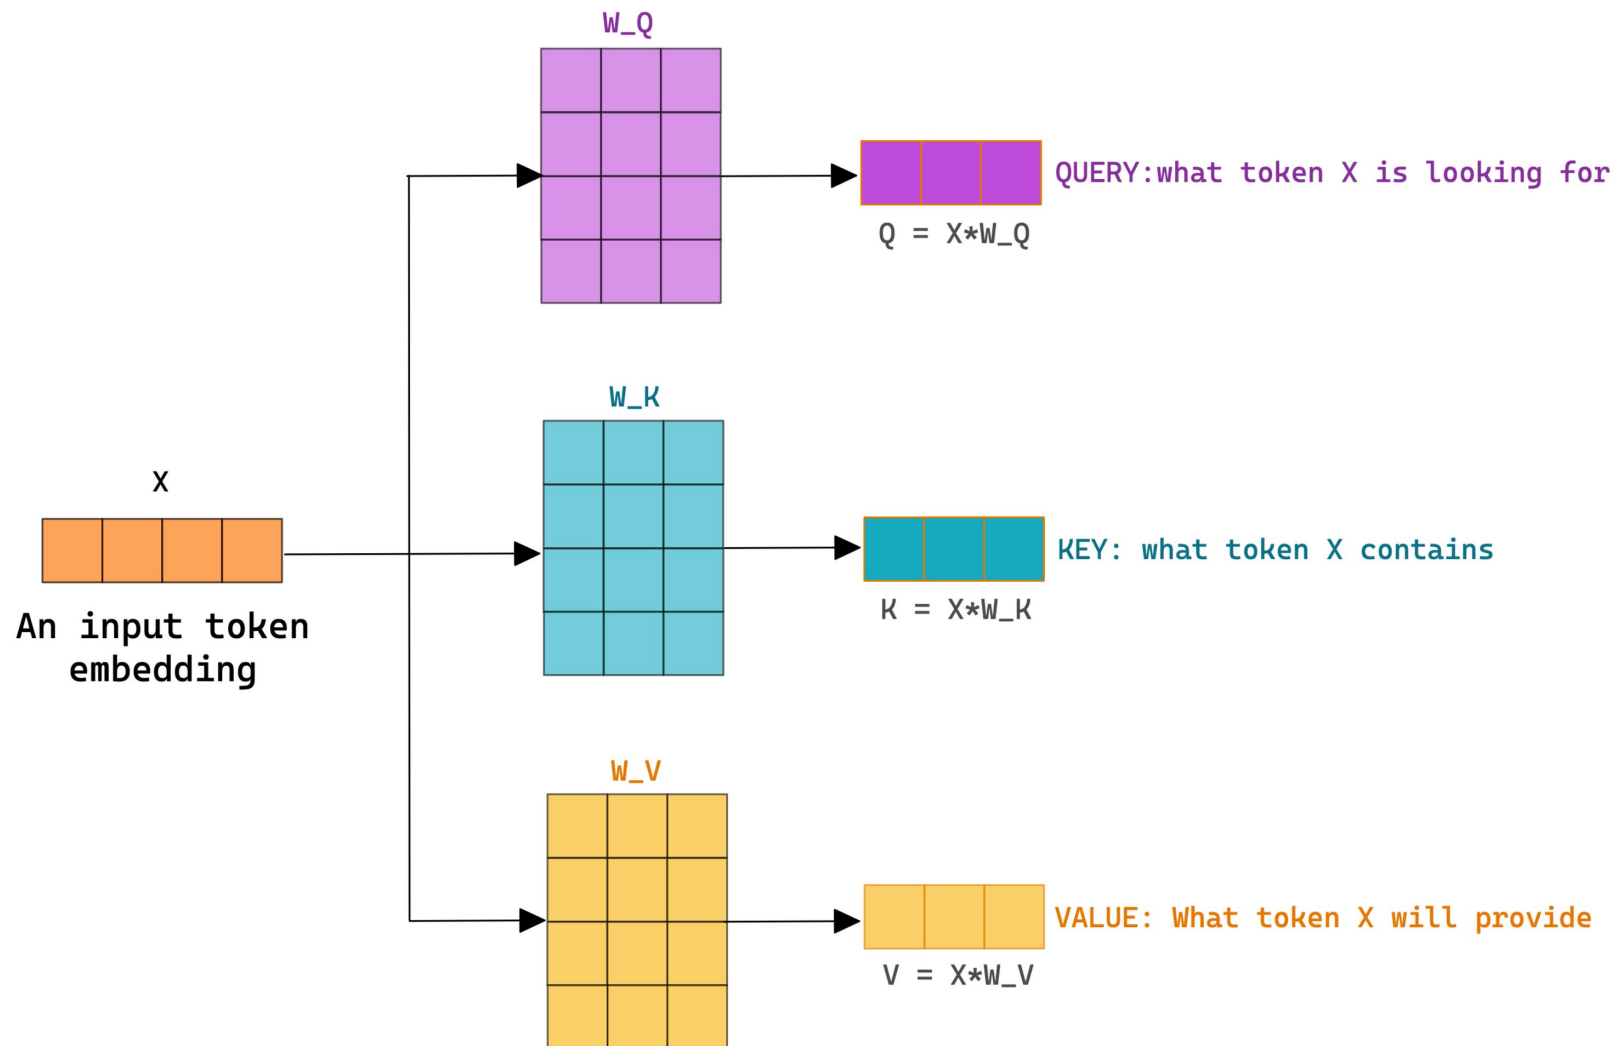 W_Q
QUERY:what token X is looking for
Q = X*W_Q
W_K
X
KEY: what token X contains
K = X*W_K
An input token
embedding
W_V
VALUE: What token X will provide
V = X*W_V